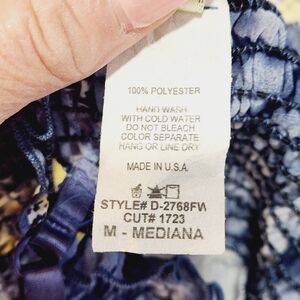 100% POLYESTER
HAND WASH
WITH COLD WATER
DO NOT BLEACH
COLOR SEPARATE
HANG OR LINE DRY
MADE IN U.S.A.
STYLE# D-2768FW
CUT# 1723
M - MEDIANA